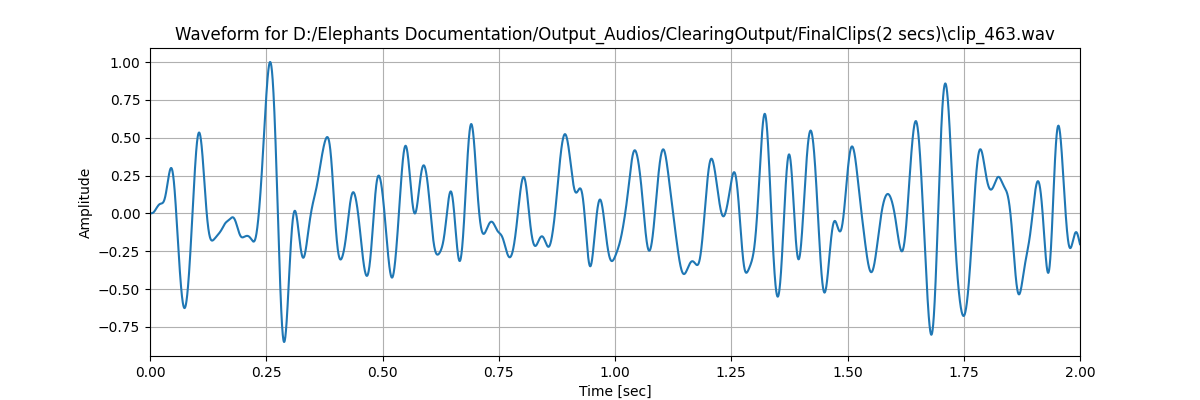 Waveform for D:/Elephants Documentation/Output_Audios/ClearingOutput/FinalClips(2 secs)\clip_463.wav
1.00
0.75
0.50
0.25
0.00
−0.25
−0.50
−0.75
Amplitude
0.00 0.25 0.50 0.75 1.00 1.25 1.50 1.75 2.00
Time [sec]